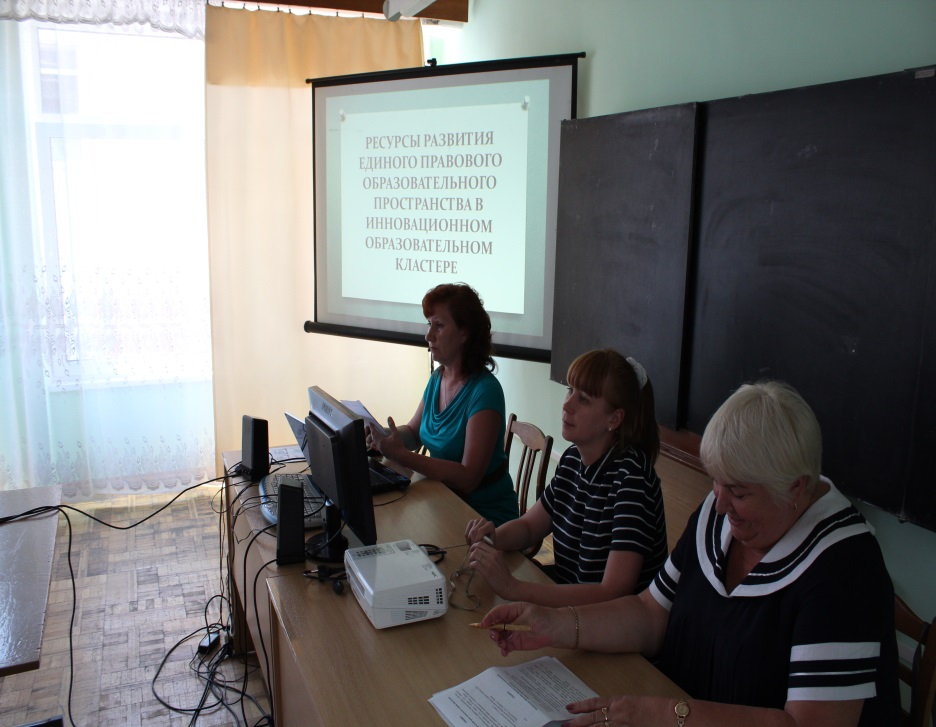 РЕСУРСЫ РАЗВИТИЯ
ЕДИНОГО ПРАВОВОГО
ОБРАЗОВАТЕЛЬНОГО
ПРОСТРАНСТВА В
ИННОВАЦИОННОМ
ОБРАЗОВАТЕЛЬНОМ
КЛАСТЕРЕ